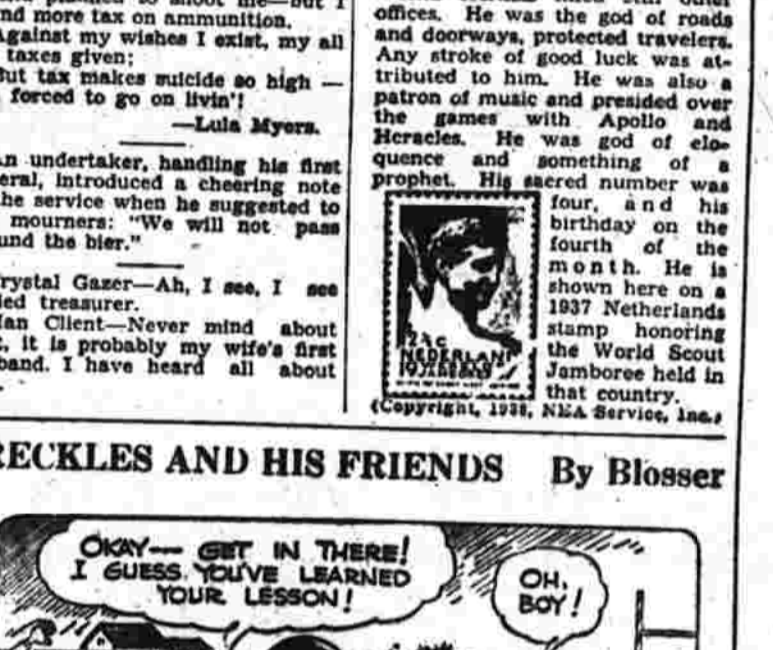 more tax on ammunition.
Against my wishes I exist, my all
taxes given;
But tax makes suicide so high —
forced to go on livin'!
—Lula Myers.
An undertaker, handling his first
eral, introduced a cheering note
he service when he suggested to
mourners: "We will not pass
und the bier."
rystal Gazer—Ah, I see, I see
ied treasurer.
Man Client—Never mind about
it is probably my wife's first
band. I have heard all about
offices. He was the god of roads
and doorways, protected travelers.
Any stroke of good luck was at-
tributed to him. He was also a
patron of music and presided over
the games with Apollo and
Heracles. He was god of elo-
quence and something of a
prophet. His sacred number was
four, and his
birthday on the
fourth of the
month. He is
shown here on a
1937 Netherlands
stamp honoring
the World Scout
Jamboree held in
that country.
NEDERLAND
(Copyright, 1938, NEA Service, Inc.)
RECKLES AND HIS FRIENDS By Blosser
OKAY— GET IN THERE!
I GUESS YOU'VE LEARNED
YOUR LESSON!
OH,
BOY!